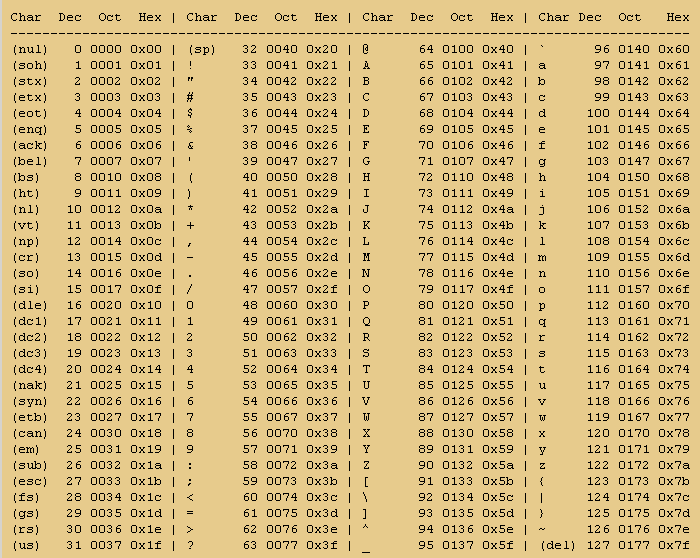 Char  Dec  Oct  Hex | Char  Dec  Oct  Hex | Char  Dec  Oct  Hex | Char Dec  Oct   Hex
---------------------------------------------------------------------------------------
(nul)   0 0000 0x00 | (sp)   32 0040 0x20 | @      64 0100 0x40 | `      96 0140 0x60
(soh)   1 0001 0x01 | !      33 0041 0x21 | A      65 0101 0x41 | a      97 0141 0x61
(stx)   2 0002 0x02 | "      34 0042 0x22 | B      66 0102 0x42 | b      98 0142 0x62
(etx)   3 0003 0x03 | #      35 0043 0x23 | C      67 0103 0x43 | c      99 0143 0x63
(eot)   4 0004 0x04 | $      36 0044 0x24 | D      68 0104 0x44 | d     100 0144 0x64
(enq)   5 0005 0x05 | %      37 0045 0x25 | E      69 0105 0x45 | e     101 0145 0x65
(ack)   6 0006 0x06 | &      38 0046 0x26 | F      70 0106 0x46 | f     102 0146 0x66
(bel)   7 0007 0x07 | '      39 0047 0x27 | G      71 0107 0x47 | g     103 0147 0x67
(bs)    8 0010 0x08 | (      40 0050 0x28 | H      72 0110 0x48 | h     104 0150 0x68
(ht)    9 0011 0x09 | )      41 0051 0x29 | I      73 0111 0x49 | i     105 0151 0x69
(nl)   10 0012 0x0a | *      42 0052 0x2a | J      74 0112 0x4a | j     106 0152 0x6a
(vt)   11 0013 0x0b | +      43 0053 0x2b | K      75 0113 0x4b | k     107 0153 0x6b
(np)   12 0014 0x0c | ,      44 0054 0x2c | L      76 0114 0x4c | l     108 0154 0x6c
(cr)   13 0015 0x0d | -      45 0055 0x2d | M      77 0115 0x4d | m     109 0155 0x6d
(so)   14 0016 0x0e | .      46 0056 0x2e | N      78 0116 0x4e | n     110 0156 0x6e
(si)   15 0017 0x0f | /      47 0057 0x2f | O      79 0117 0x4f | o     111 0157 0x6f
(dle)  16 0020 0x10 | 0      48 0060 0x30 | P      80 0120 0x50 | p     112 0160 0x70
(dc1)  17 0021 0x11 | 1      49 0061 0x31 | Q      81 0121 0x51 | q     113 0161 0x71
(dc2)  18 0022 0x12 | 2      50 0062 0x32 | R      82 0122 0x52 | r     114 0162 0x72
(dc3)  19 0023 0x13 | 3      51 0063 0x33 | S      83 0123 0x53 | s     115 0163 0x73
(dc4)  20 0024 0x14 | 4      52 0064 0x34 | T      84 0124 0x54 | t     116 0164 0x74
(nak)  21 0025 0x15 | 5      53 0065 0x35 | U      85 0125 0x55 | u     117 0165 0x75
(syn)  22 0026 0x16 | 6      54 0066 0x36 | V      86 0126 0x56 | v     118 0166 0x76
(etb)  23 0027 0x17 | 7      55 0067 0x37 | W      87 0127 0x57 | w     119 0167 0x77
(can)  24 0030 0x18 | 8      56 0070 0x38 | X      88 0130 0x58 | x     120 0170 0x78
(em)   25 0031 0x19 | 9      57 0071 0x39 | Y      89 0131 0x59 | y     121 0171 0x79
(sub)  26 0032 0x1a | :      58 0072 0x3a | Z      90 0132 0x5a | z     122 0172 0x7a
(esc)  27 0033 0x1b | ;      59 0073 0x3b | [      91 0133 0x5b | {     123 0173 0x7b
(fs)   28 0034 0x1c | <      60 0074 0x3c | \      92 0134 0x5c | |     124 0174 0x7c
(gs)   29 0035 0x1d | =      61 0075 0x3d | ]      93 0135 0x5d | }     125 0175 0x7d
(rs)   30 0036 0x1e | >      62 0076 0x3e | ^      94 0136 0x5e | ~     126 0176 0x7e
(us)   31 0037 0x1f | ?      63 0077 0x3f | _      95 0137 0x5f | (del) 127 0177 0x7f